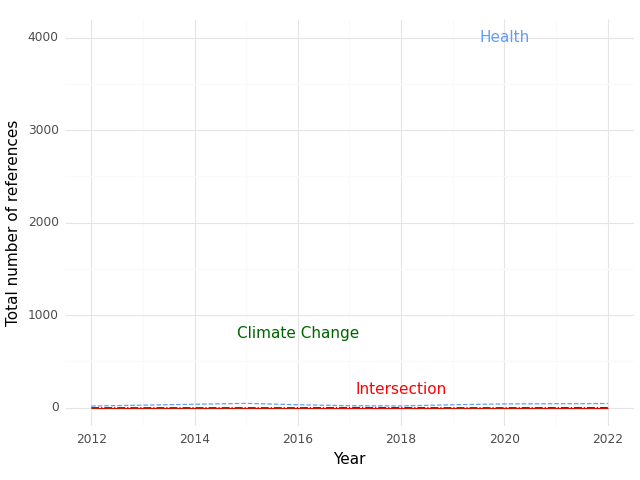 4000
3000
2000
1000
0
Total number of references
Health
Climate Change
Intersection
2012
2014
2016
2018
2020
2022
Year